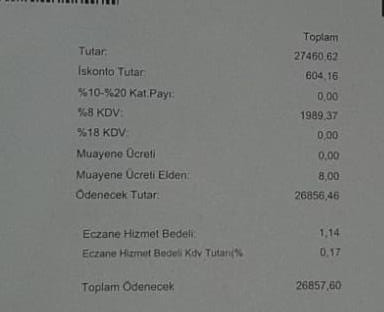 Toplam
Tutar: 27460,62
İskonto Tutar: 604,16
%10-%20 Kat.Payı: 0,00
%8 KDV: 1989,37
%18 KDV: 0,00
Muayene Ücreti 0,00
Muayene Ücreti Elden: 8,00
Ödenecek Tutar: 26856,46
Eczane Hizmet Bedeli: 1,14
Eczane Hizmet Bedeli Kdv Tutarı(% 0,17
Toplam Ödenecek 26857,60